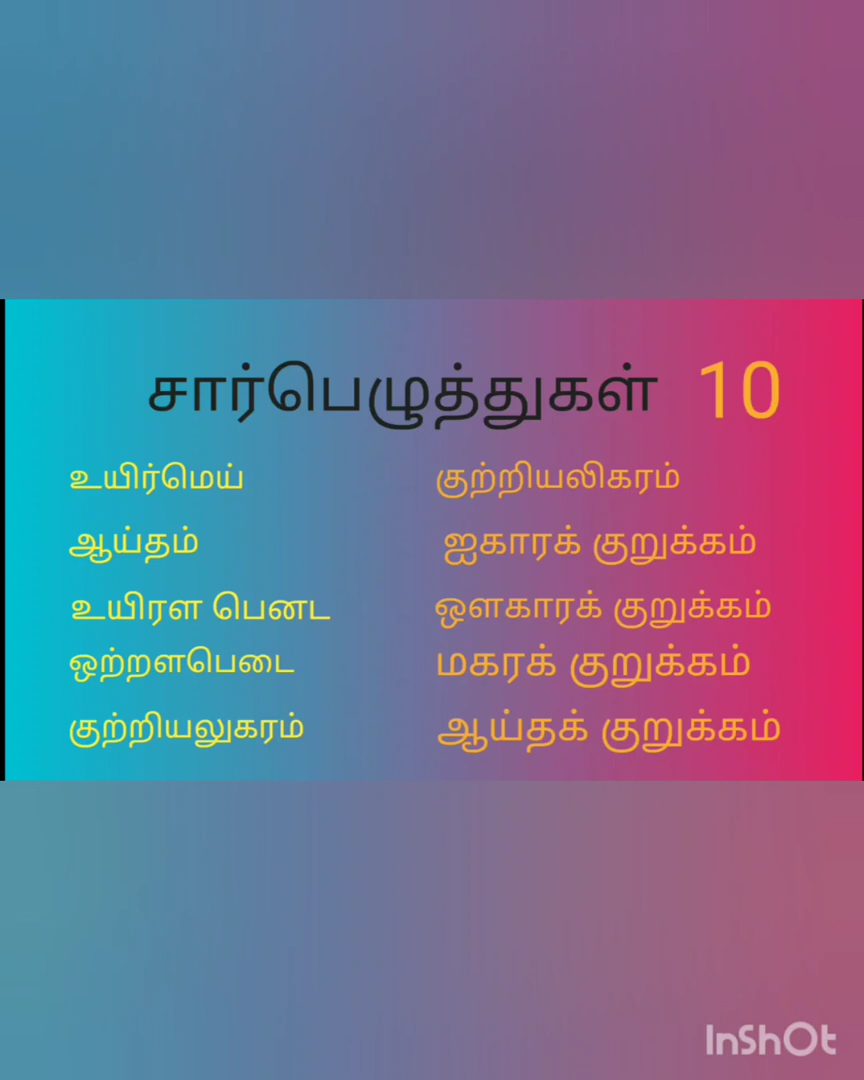 சார்பெழுத்துகள் 10
உயிர்மெய்
ஆய்தம்
உயிரள பெனட
ஒற்றளபெடை
குற்றியலுகரம்
குற்றியலிகரம்
ஐகாரக் குறுக்கம்
ஔகாரக் குறுக்கம்
மகரக் குறுக்கம்
ஆய்தக் குறுக்கம்
InShOt